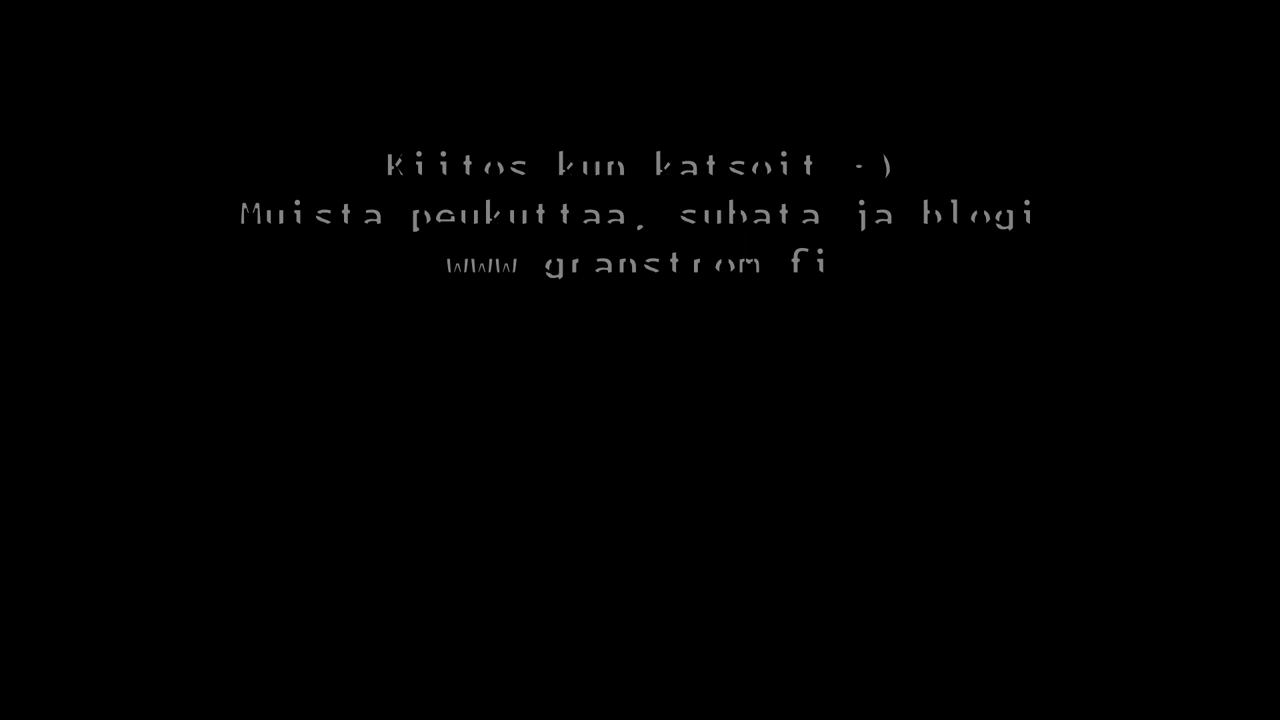 Kiitos kun katsoit :-)
Muista peukuttaa, subata ja blogi
www.granstrom.fi